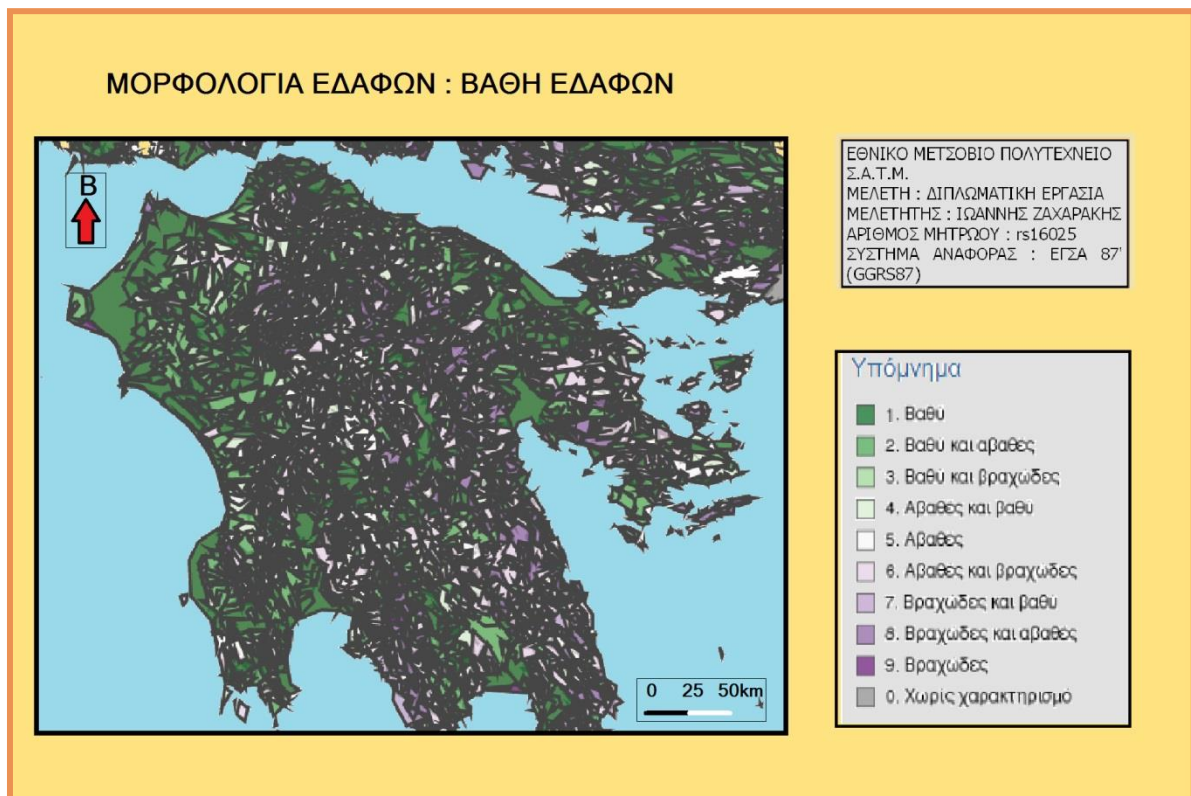 ΜΟΡΦΟΛΟΓΙΑ ΕΔΑΦΩΝ : ΒΑΘΗ ΕΔΑΦΩΝ
Β
0 25 50km
ΕΘΝΙΚΟ ΜΕΤΣΟΒΙΟ ΠΟΛΥΤΕΧΝΕΙΟ
Σ.Α.Τ.Μ.
ΜΕΛΕΤΗ : ΔΙΠΛΩΜΑΤΙΚΗ ΕΡΓΑΣΙΑ
ΜΕΛΕΤΗΤΗΣ : ΙΩΑΝΝΗΣ ΖΑΧΑΡΑΚΗΣ
ΑΡΙΘΜΟΣ ΜΗΤΡΩΟΥ : rs16025
ΣΥΣΤΗΜΑ ΑΝΑΦΟΡΑΣ : ΕΓΣΑ 87'
(GGRS87)
Υπόμνημα
1. Βαθύ
2. Βαθύ και αβαθές
3. Βαθύ και βραχώδες
4. Αβαθές και βαθύ
5. Αβαθές
6. Αβαθές και βραχώδες
7. Βραχώδες και βαθύ
8. Βραχώδες και αβαθές
9. Βραχώδες
0. Χωρίς χαρακτηρισμό